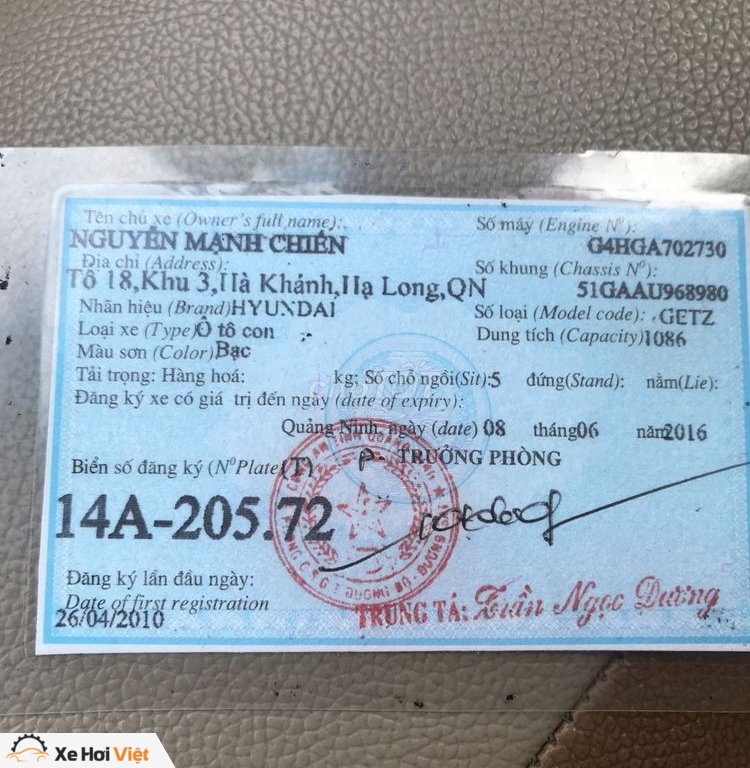 Tên chủ xe (Owner's full name):
NGUYỄN MẠNH CHIẾN
Địa chỉ (Address):
Tổ 18,Khu 3,Hà Khánh,Hạ Long,QN
Nhãn hiệu (Brand) HYUNDAI
Loại xe (Type) Ô tô con
Màu sơn (Color) Bạc
Số máy (Engine Nº):
G4HGA702730
Số khung (Chassis Nº):
51GAAU968980
Số loại (Model code): GETZ
Dung tích (Capacity) 1086
Tải trọng: Hàng hoá: kg; Số chỗ ngồi(Sit):5 đứng(Stand): nằm(Lie):
Đăng ký xe có giá trị đến ngày (date of expiry):
Quảng Ninh, ngày (date) 08 tháng06 năm2016
Biển số đăng ký (NºPlate)(T)
P. TRƯỞNG PHÒNG
14A-205.72
Đăng ký lần đầu ngày:
Date of first registration
26/04/2010
TRUNG TÁ: Trần Ngọc Dương
Xe Hơi Việt